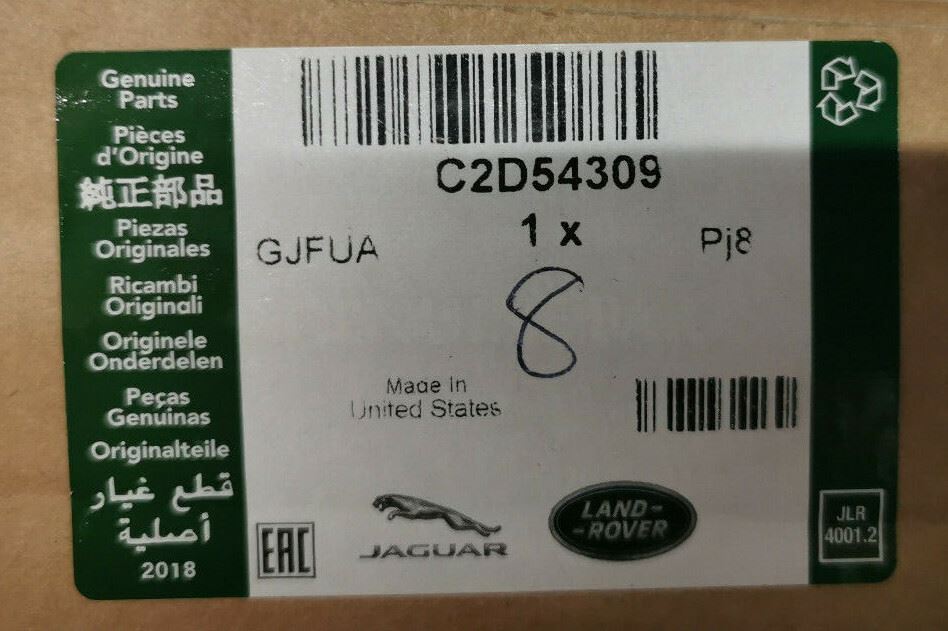 Genuine
Parts
Pièces
d'Origine
純正部品
Piezas
Originales
Ricambi
Originali
Originele
Onderdelen
Peças
Genuinas
Originalteile
قطع غيار
أصلية
2018
C2D54309
1 x
GJFUA
Pj8
8
Made In
United States
EAC
JAGUAR
LAND-
-ROVER
JLR
4001.2